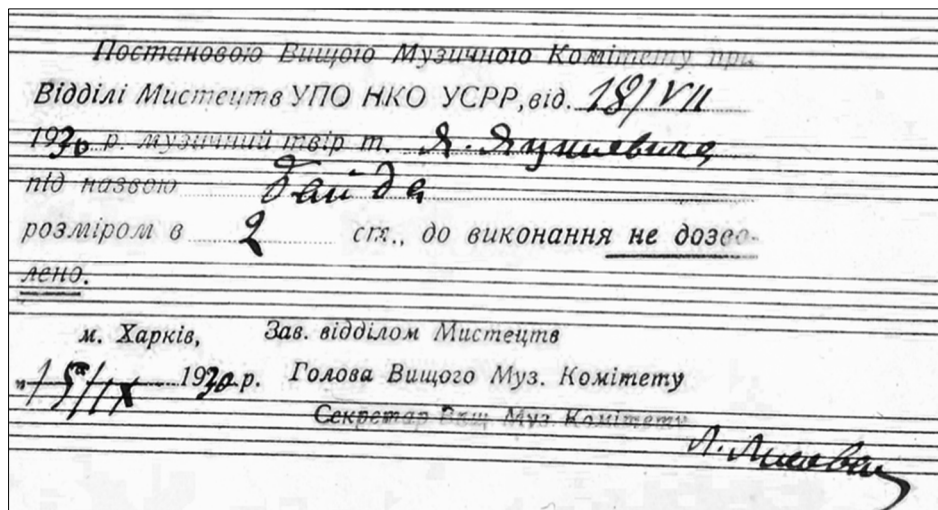 Постановою Вищого Музичного Комітету при
Відділі Мистецтв УПО НКО УСРР, від. 18/VII
1930 р. музичний твір т. Я. Яциневича
під назвою Байда
розміром в 2 ст., до виконання не дозво-
лено.
м. Харків, Зав. відділом Мистецтв
"15"/IX 1930 р. Голова Вищого Муз. Комітету
Секретар Вищ. Муз. Комітету